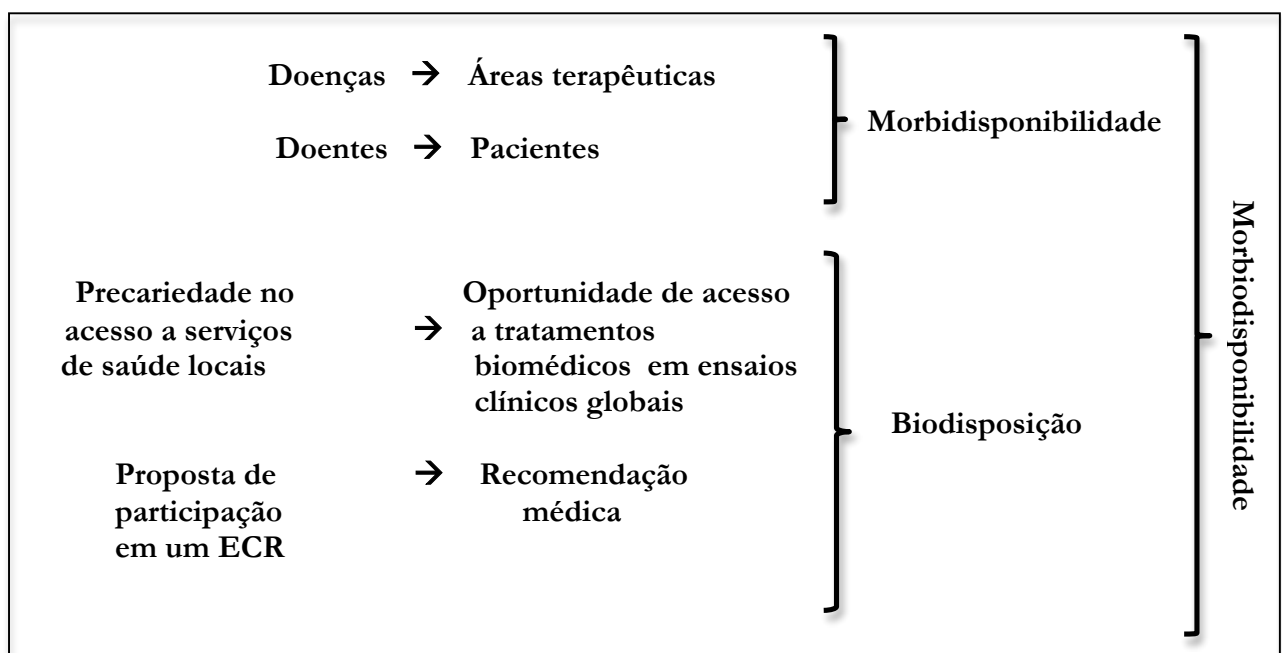 Doenças → Áreas terapêuticas
Doentes → Pacientes
Morbidisponibilidade
Precariedade no
acesso a serviços
de saúde locais
→
Oportunidade de acesso
a tratamentos
biomédicos em ensaios
clínicos globais
Proposta de
participação
em um ECR
→
Recomendação
médica
Biodisposição
Morbiodisponibilidade